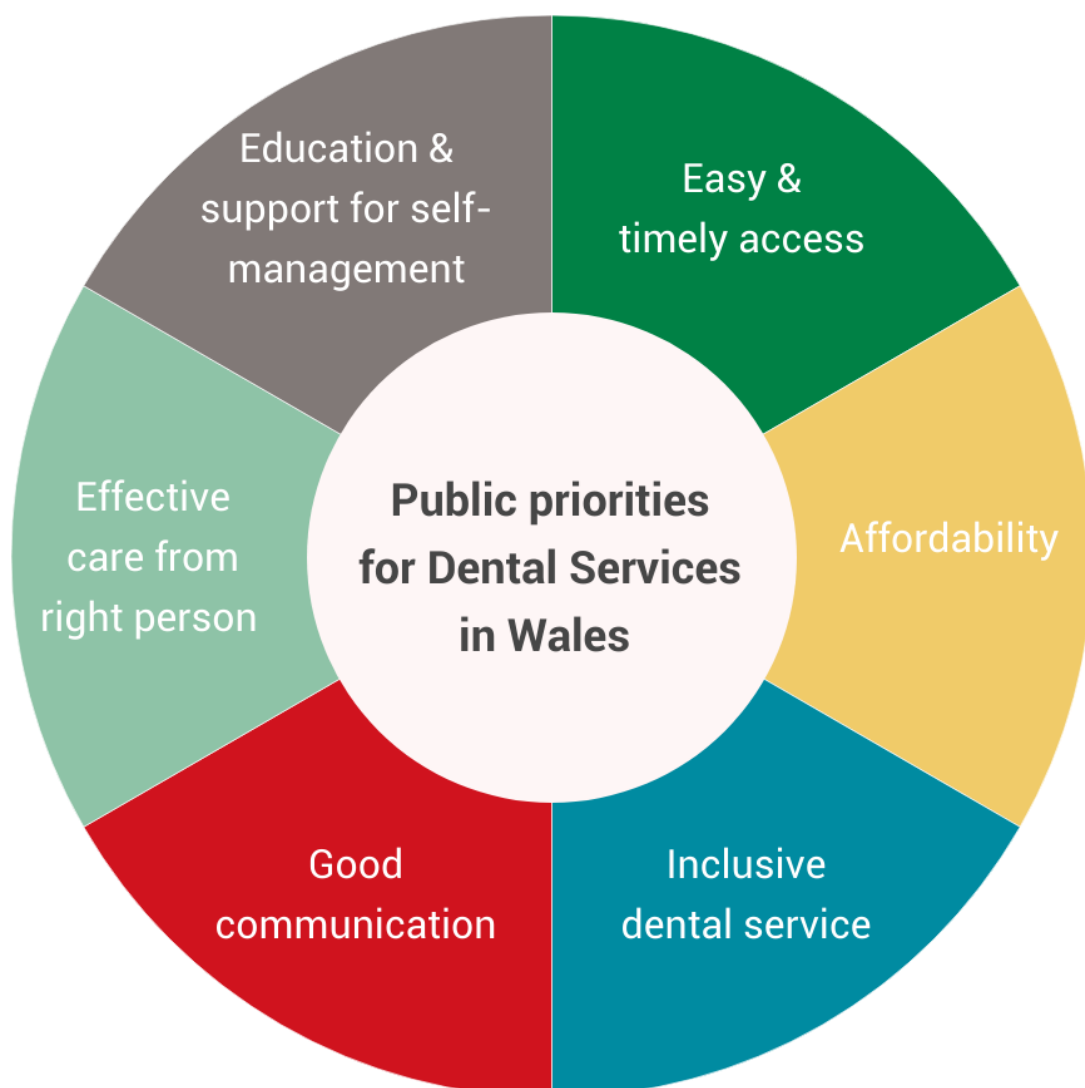 Public priorities
for Dental Services
in Wales
Easy &
timely access
Affordability
Inclusive
dental service
Good
communication
Effective
care from
right person
Education &
support for self-
management